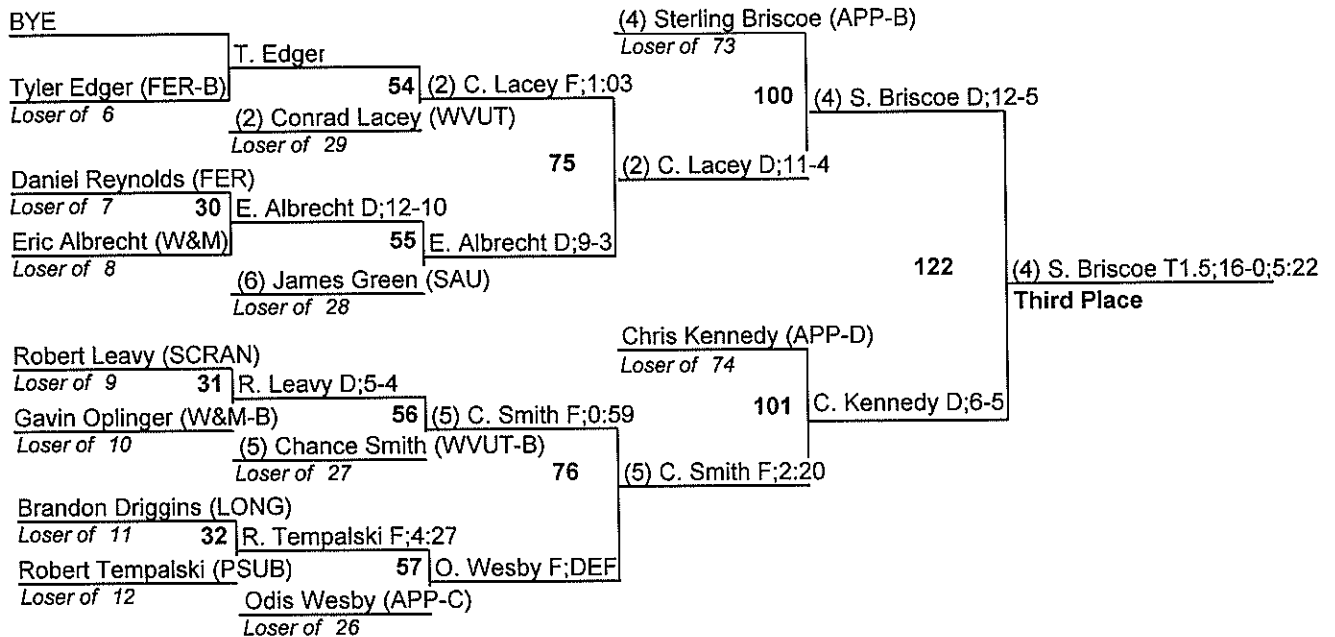 BYE
(4) Sterling Briscoe (APP-B)
Loser of 73
T. Edger
Tyler Edger (FER-B)
Loser of 6
54
(2) C. Lacey F;1:03
100
(4) S. Briscoe D;12-5
(2) Conrad Lacey (WVUT)
Loser of 29
75
(2) C. Lacey D;11-4
Daniel Reynolds (FER)
Loser of 7
30
E. Albrecht D;12-10
Eric Albrecht (W&M)
Loser of 8
55
E. Albrecht D;9-3
(6) James Green (SAU)
Loser of 28
122
(4) S. Briscoe T1.5;16-0;5:22
Third Place
Chris Kennedy (APP-D)
Loser of 74
Robert Leavy (SCRAN)
Loser of 9
31
R. Leavy D;5-4
101
C. Kennedy D;6-5
Gavin Oplinger (W&M-B)
Loser of 10
56
(5) C. Smith F;0:59
(5) Chance Smith (WVUT-B)
Loser of 27
76
(5) C. Smith F;2:20
Brandon Driggins (LONG)
Loser of 11
32
R. Tempalski F;4:27
Robert Tempalski (PSUB)
Loser of 12
57
O. Wesby F;DEF
Odis Wesby (APP-C)
Loser of 26